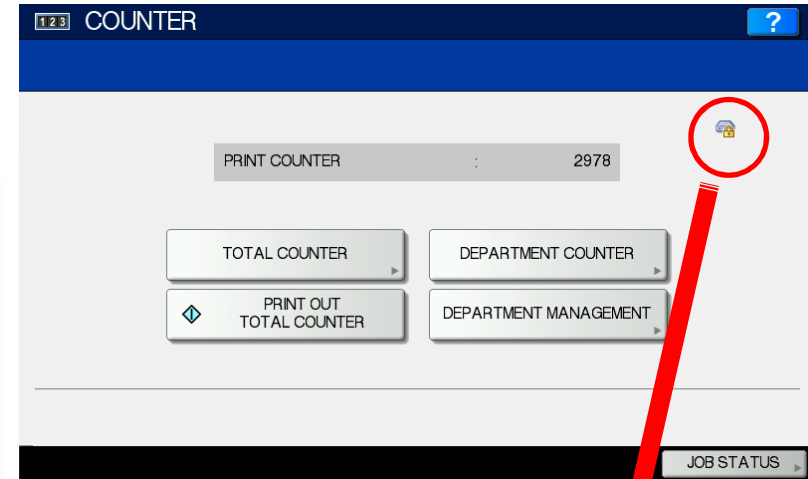 123 COUNTER ?
PRINT COUNTER : 2978
TOTAL COUNTER
DEPARTMENT COUNTER
PRINT OUT
TOTAL COUNTER
DEPARTMENT MANAGEMENT
JOB STATUS